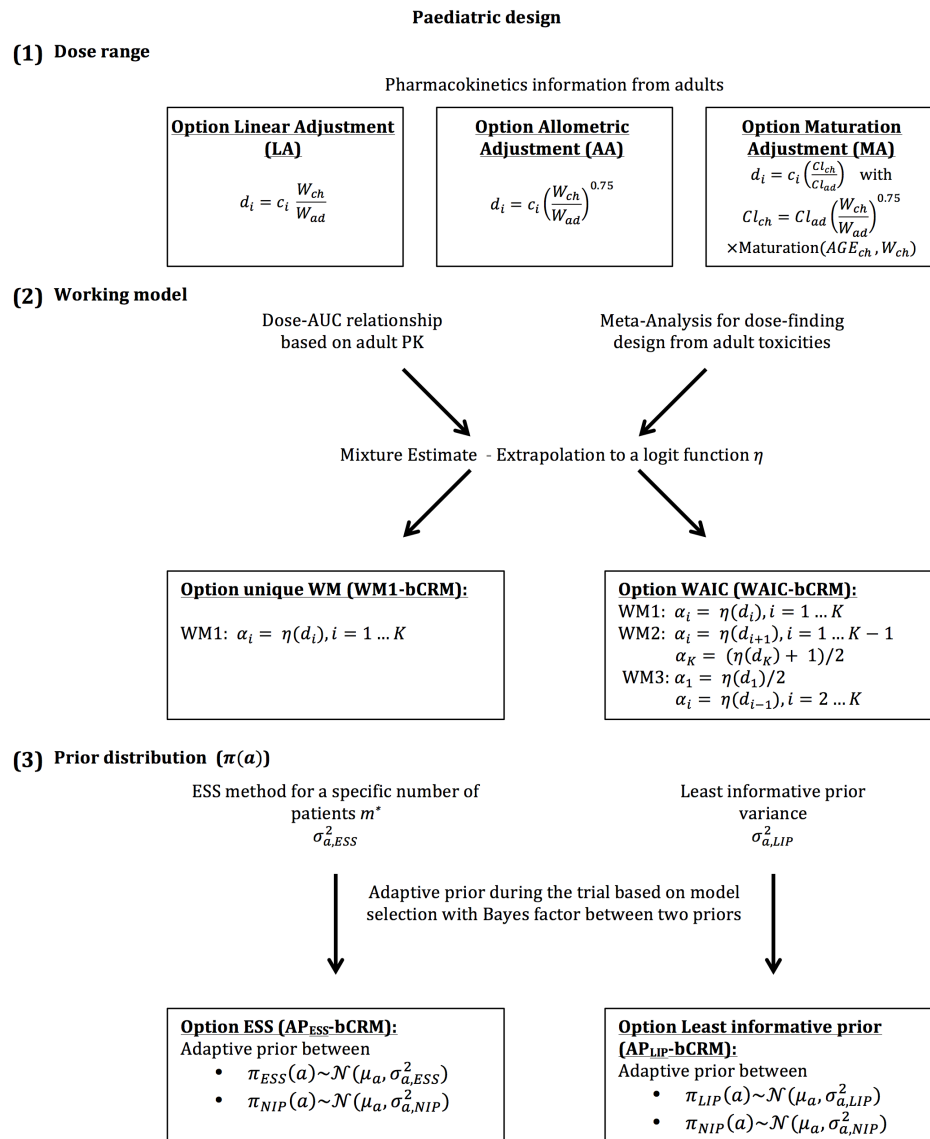 Paediatric design
(1) Dose range
Pharmacokinetics information from adults
Option Linear Adjustment
(LA)
d_i = c_i W_ch / W_ad
Option Allometric
Adjustment (AA)
d_i = c_i (W_ch / W_ad)^0.75
Option Maturation
Adjustment (MA)
d_i = c_i (Cl_ch / Cl_ad) with
Cl_ch = Cl_ad (W_ch / W_ad)^0.75
×Maturation(AGE_ch, W_ch)
(2) Working model
Dose-AUC relationship
based on adult PK
Meta-Analysis for dose-finding
design from adult toxicities
Mixture Estimate - Extrapolation to a logit function η
Option unique WM (WM1-bCRM):
WM1: α_i = η(d_i), i = 1 … K
Option WAIC (WAIC-bCRM):
WM1: α_i = η(d_i), i = 1 … K
WM2: α_i = η(d_{i+1}), i = 1 … K − 1
α_K = (η(d_K) + 1)/2
WM3: α_1 = η(d_1)/2
α_i = η(d_{i−1}), i = 2 … K
(3) Prior distribution (π(a))
ESS method for a specific number of
patients m*
σ²_{a,ESS}
Least informative prior
variance
σ²_{a,LIP}
Adaptive prior during the trial based on model
selection with Bayes factor between two priors
Option ESS (AP_ESS-bCRM):
Adaptive prior between
• π_ESS(a)~𝒩(μ_a, σ²_{a,ESS})
• π_NIP(a)~𝒩(μ_a, σ²_{a,NIP})
Option Least informative prior
(AP_LIP-bCRM):
Adaptive prior between
• π_LIP(a)~𝒩(μ_a, σ²_{a,LIP})
• π_NIP(a)~𝒩(μ_a, σ²_{a,NIP})